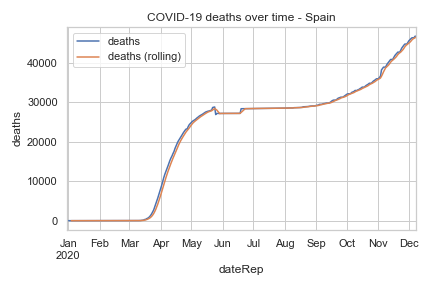 COVID-19 deaths over time - Spain
deaths
deaths (rolling)
deaths
40000
30000
20000
10000
0
Jan Feb Mar Apr May Jun Jul Aug Sep Oct Nov Dec
2020
dateRep